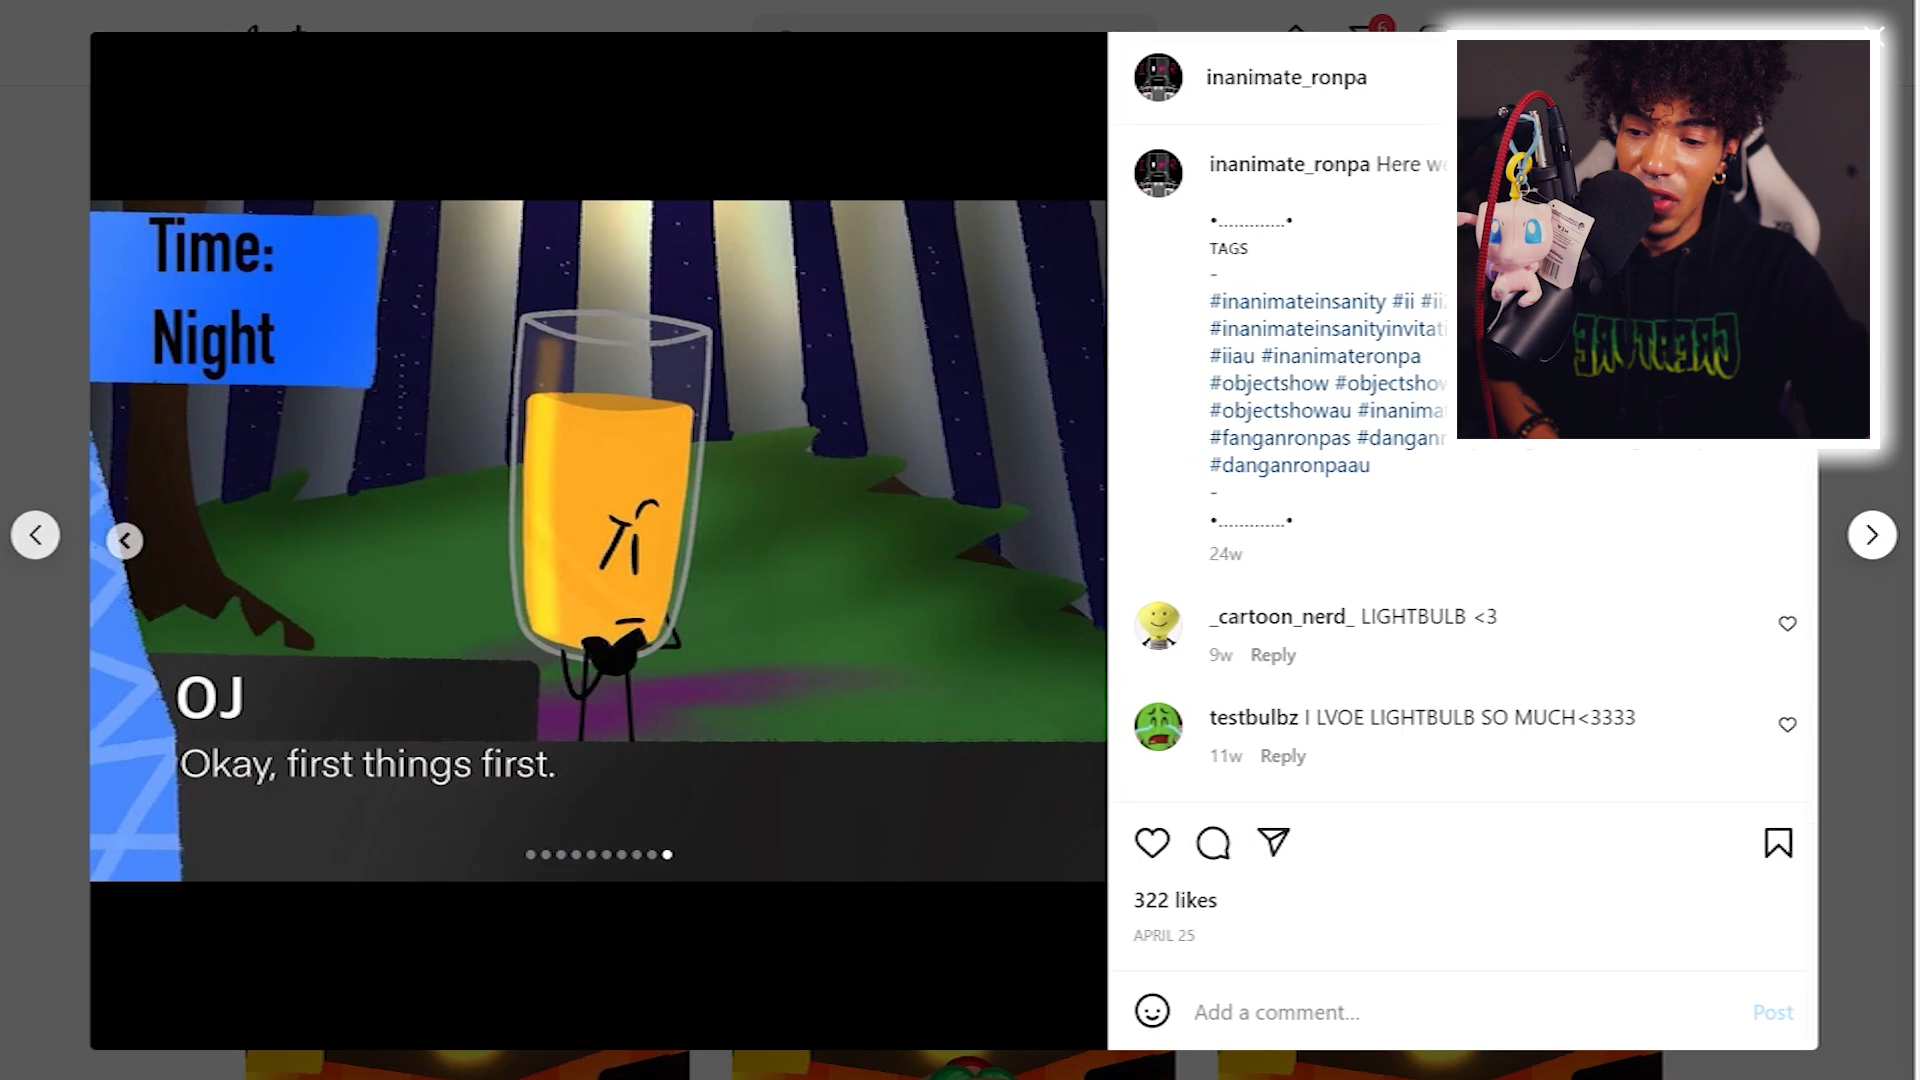 6
inanimate_ronpa
inanimate_ronpa Here
•.............•
TAGS
-
#inanimateinsanity #ii
#inanimateinsanityinvitati
#iiau #inanimateronpa
#objectshow #objectshow
#objectshowau #inanima
#fanganronpas #danganr
#danganronpaau
-
•.............•
24w
_cartoon_nerd_ LIGHTBULB <3
9w Reply
testbulbz I LVOE LIGHTBULB SO MUCH<3333
11w Reply
322 likes
APRIL 25
Add a comment...
Post
Time:
Night
OJ
Okay, first things first.
CREATURE